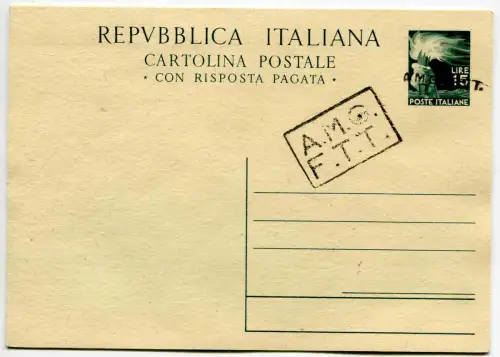 REPVBBLICA ITALIANA
CARTOLINA POSTALE
• CON RISPOSTA PAGATA •
LIRE
15
POSTE ITALIANE
A.M.G.
F.T.T.